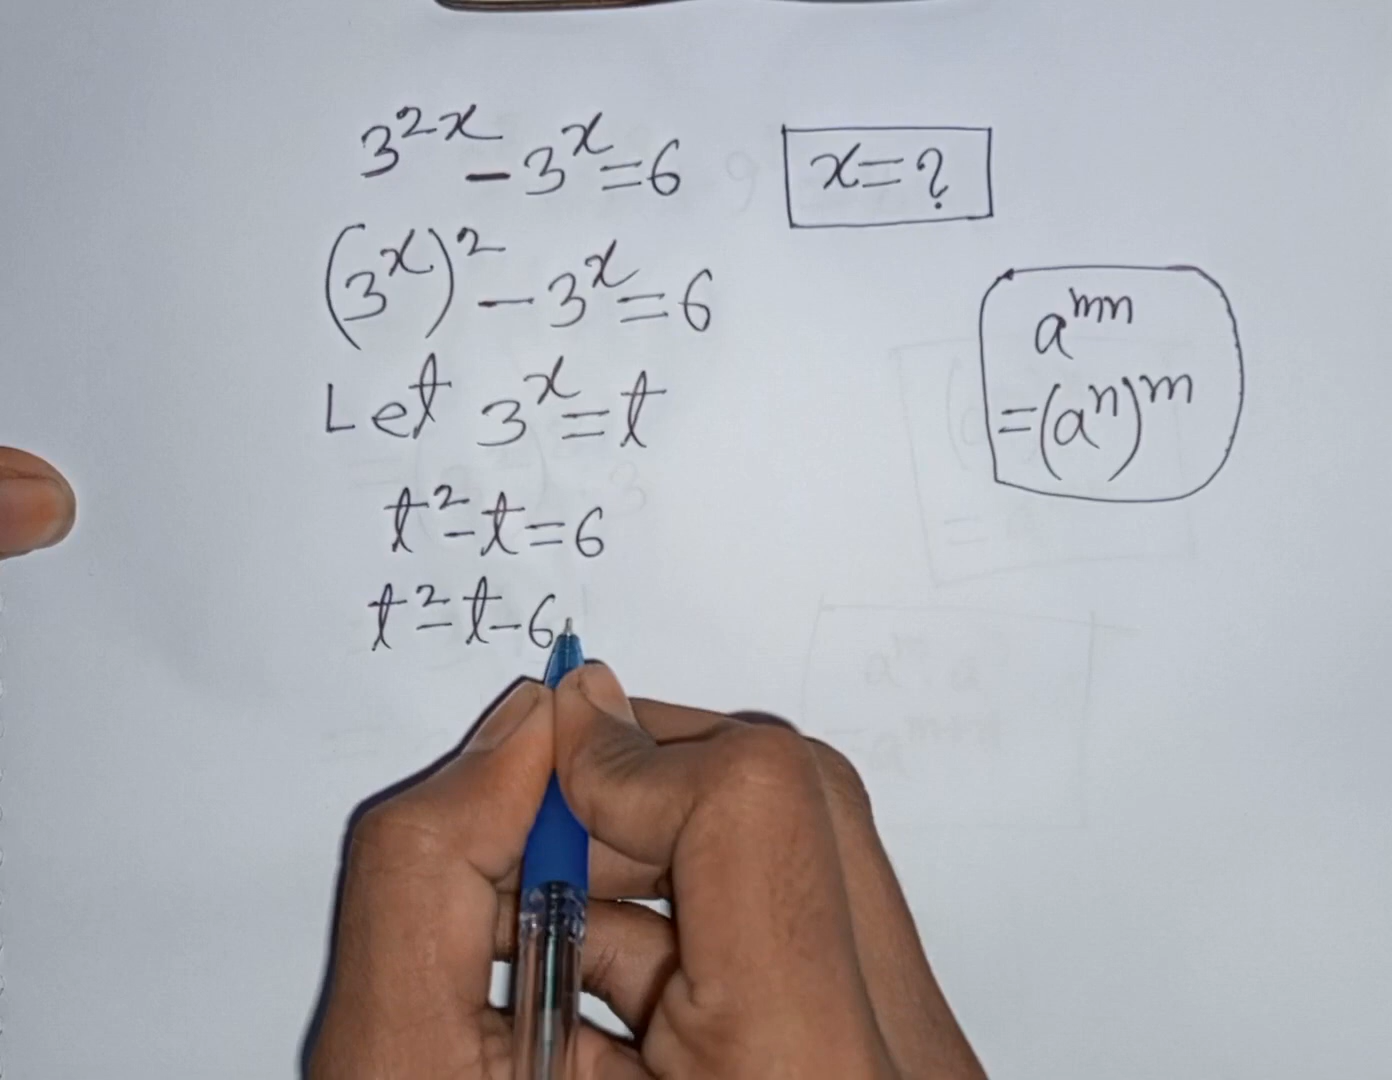 3^{2x} - 3^x = 6
x = ?
(3^x)^2 - 3^x = 6
Let 3^x = t
t^2 - t = 6
t^2 - t - 6
a^{mn}
= (a^n)^m